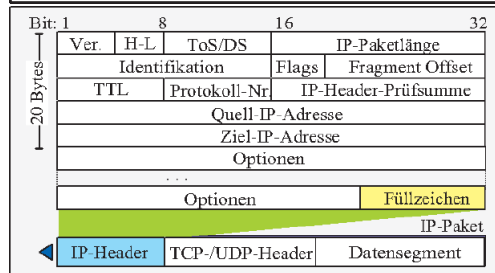 Bit: 1 8 16 32
Ver. H-L ToS/DS IP-Paketlänge
Identifikation Flags Fragment Offset
TTL Protokoll-Nr. IP-Header-Prüfsumme
Quell-IP-Adresse
Ziel-IP-Adresse
Optionen
20 Bytes
. . .
Optionen Füllzeichen
IP-Paket
IP-Header TCP-/UDP-Header Datensegment